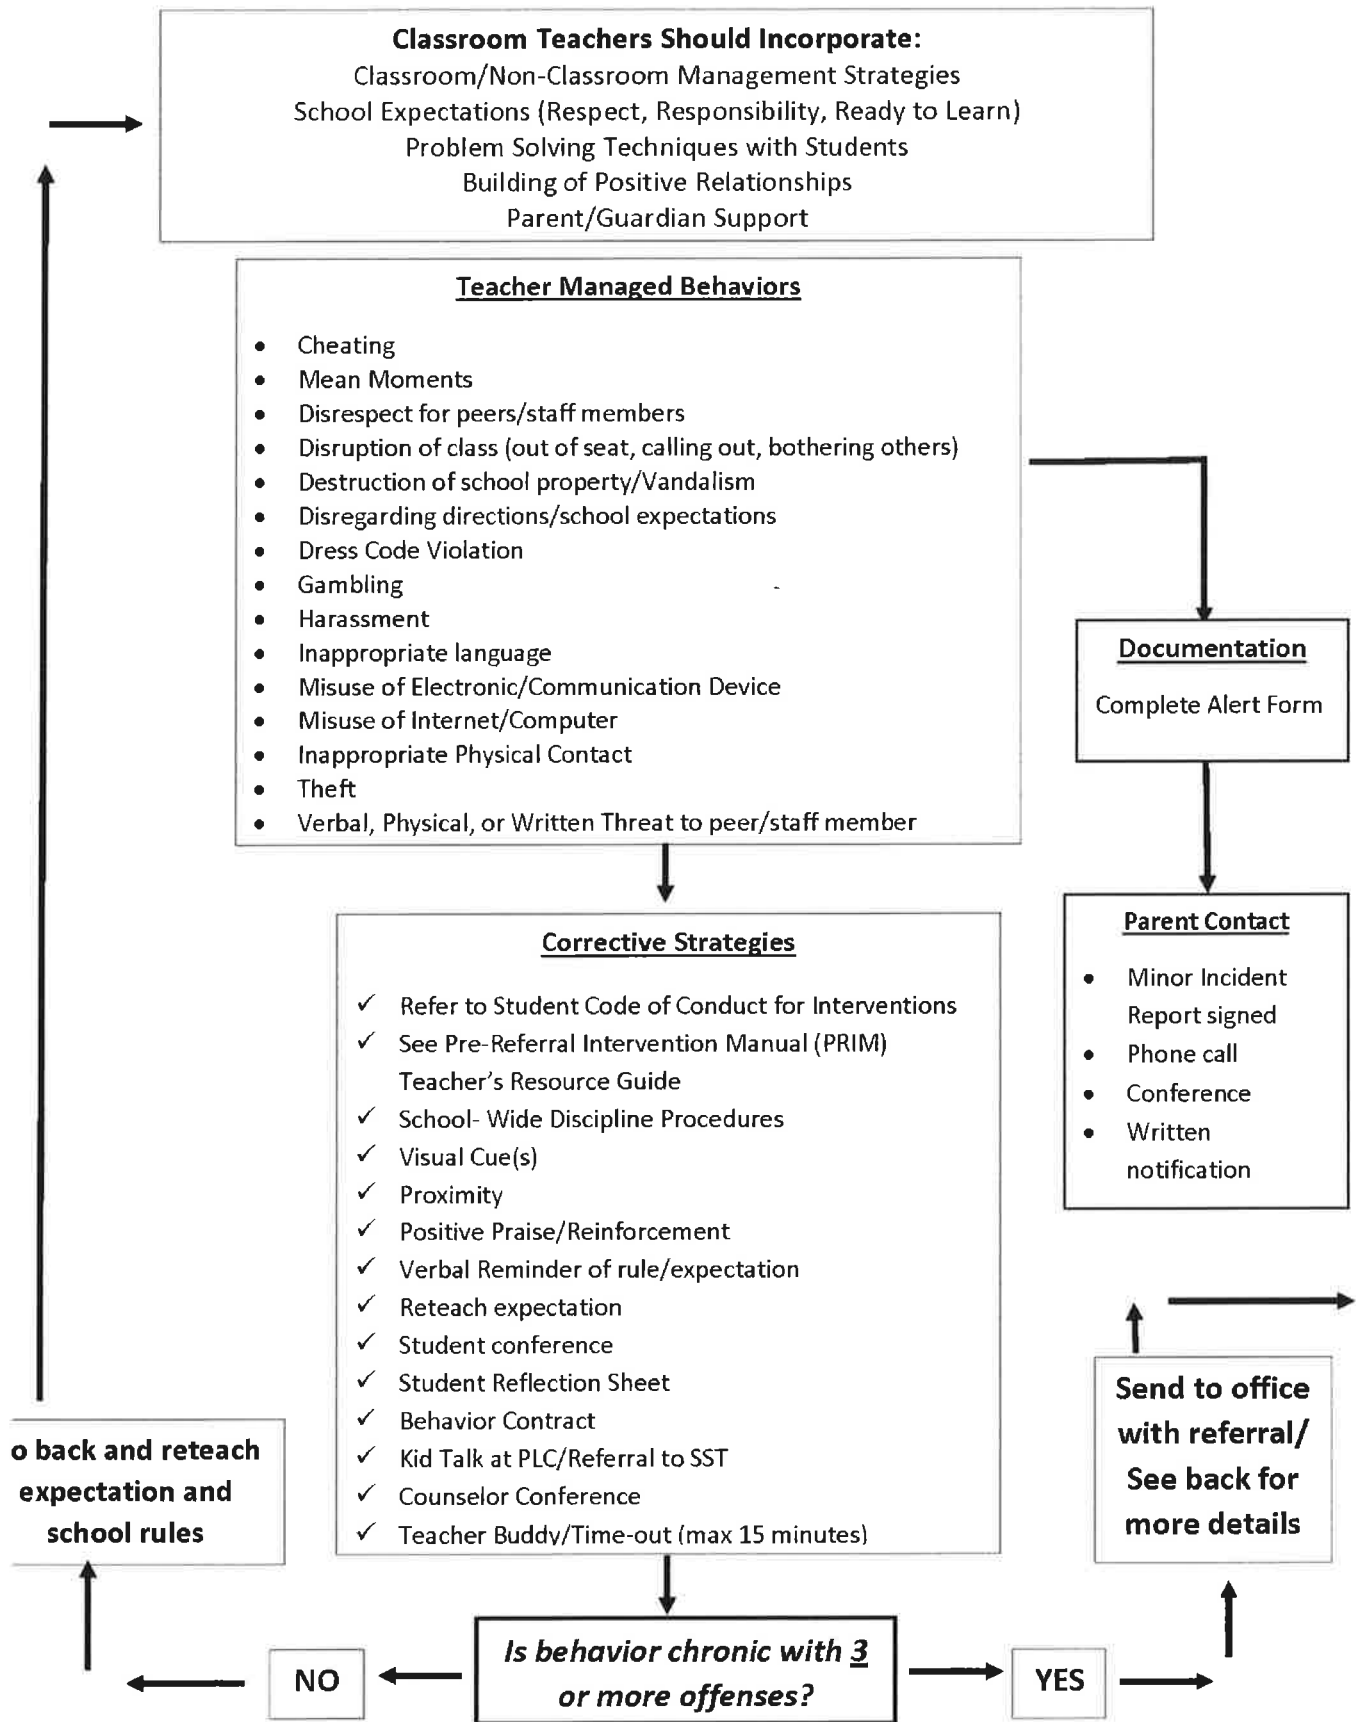 Classroom Teachers Should Incorporate:
Classroom/Non-Classroom Management Strategies
School Expectations (Respect, Responsibility, Ready to Learn)
Problem Solving Techniques with Students
Building of Positive Relationships
Parent/Guardian Support
Teacher Managed Behaviors
• Cheating
• Mean Moments
• Disrespect for peers/staff members
• Disruption of class (out of seat, calling out, bothering others)
• Destruction of school property/Vandalism
• Disregarding directions/school expectations
• Dress Code Violation
• Gambling
• Harassment
• Inappropriate language
• Misuse of Electronic/Communication Device
• Misuse of Internet/Computer
• Inappropriate Physical Contact
• Theft
• Verbal, Physical, or Written Threat to peer/staff member
Documentation
Complete Alert Form
Parent Contact
• Minor Incident
Report signed
• Phone call
• Conference
• Written
notification
Corrective Strategies
✓ Refer to Student Code of Conduct for Interventions
✓ See Pre-Referral Intervention Manual (PRIM)
Teacher's Resource Guide
✓ School- Wide Discipline Procedures
✓ Visual Cue(s)
✓ Proximity
✓ Positive Praise/Reinforcement
✓ Verbal Reminder of rule/expectation
✓ Reteach expectation
✓ Student conference
✓ Student Reflection Sheet
✓ Behavior Contract
✓ Kid Talk at PLC/Referral to SST
✓ Counselor Conference
✓ Teacher Buddy/Time-out (max 15 minutes)
o back and reteach
expectation and
school rules
Send to office
with referral/
See back for
more details
NO
Is behavior chronic with 3
or more offenses?
YES